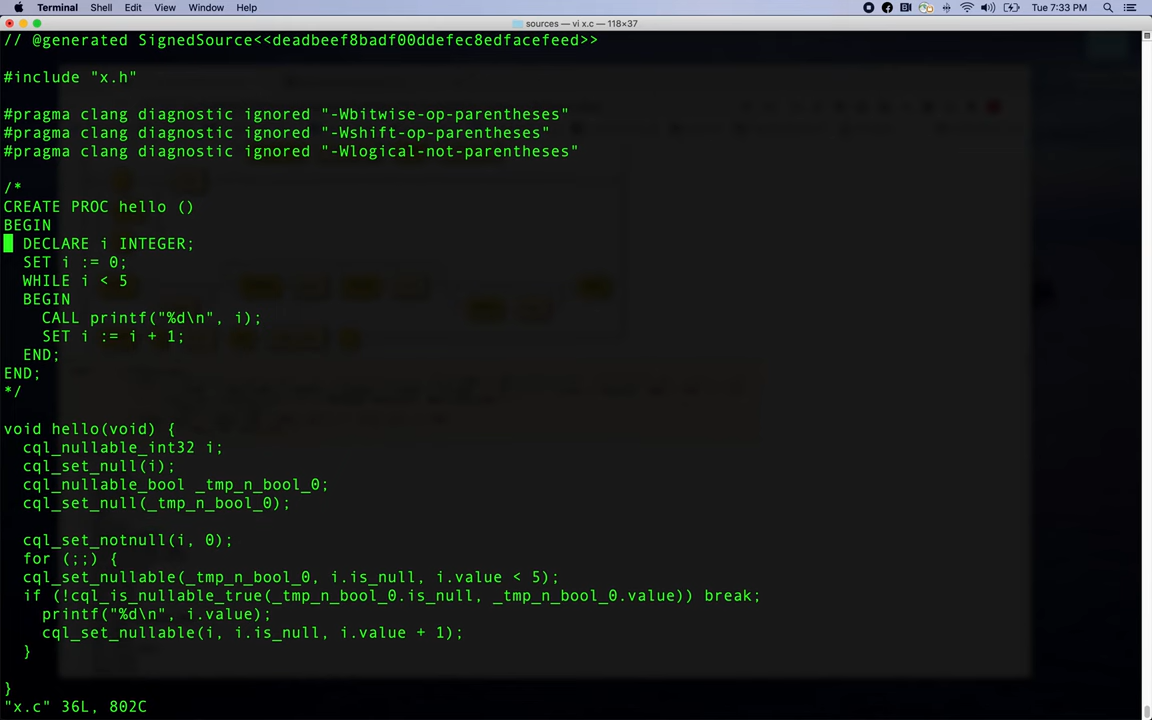 Terminal Shell Edit View Window Help Tue 7:33 PM
sources — vi x.c — 118×37
// @generated SignedSource<<deadbeef8badf00ddefec8edfacefeed>>
#include "x.h"
#pragma clang diagnostic ignored "-Wbitwise-op-parentheses"
#pragma clang diagnostic ignored "-Wshift-op-parentheses"
#pragma clang diagnostic ignored "-Wlogical-not-parentheses"
/*
CREATE PROC hello ()
BEGIN
  DECLARE i INTEGER;
  SET i := 0;
  WHILE i < 5
  BEGIN
    CALL printf("%d\n", i);
    SET i := i + 1;
  END;
END;
*/
void hello(void) {
  cql_nullable_int32 i;
  cql_set_null(i);
  cql_nullable_bool _tmp_n_bool_0;
  cql_set_null(_tmp_n_bool_0);
  cql_set_notnull(i, 0);
  for (;;) {
  cql_set_nullable(_tmp_n_bool_0, i.is_null, i.value < 5);
  if (!cql_is_nullable_true(_tmp_n_bool_0.is_null, _tmp_n_bool_0.value)) break;
    printf("%d\n", i.value);
    cql_set_nullable(i, i.is_null, i.value + 1);
  }
}
"x.c" 36L, 802C